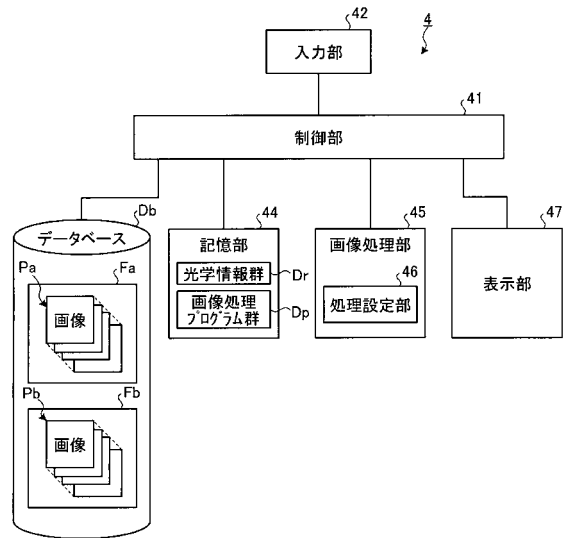 42
4
入力部
41
制御部
Db
データベース
Pa
Fa
画像
Pb
Fb
画像
44
記憶部
光学情報群
Dr
画像処理
プログラム群
Dp
45
画像処理部
46
処理設定部
47
表示部